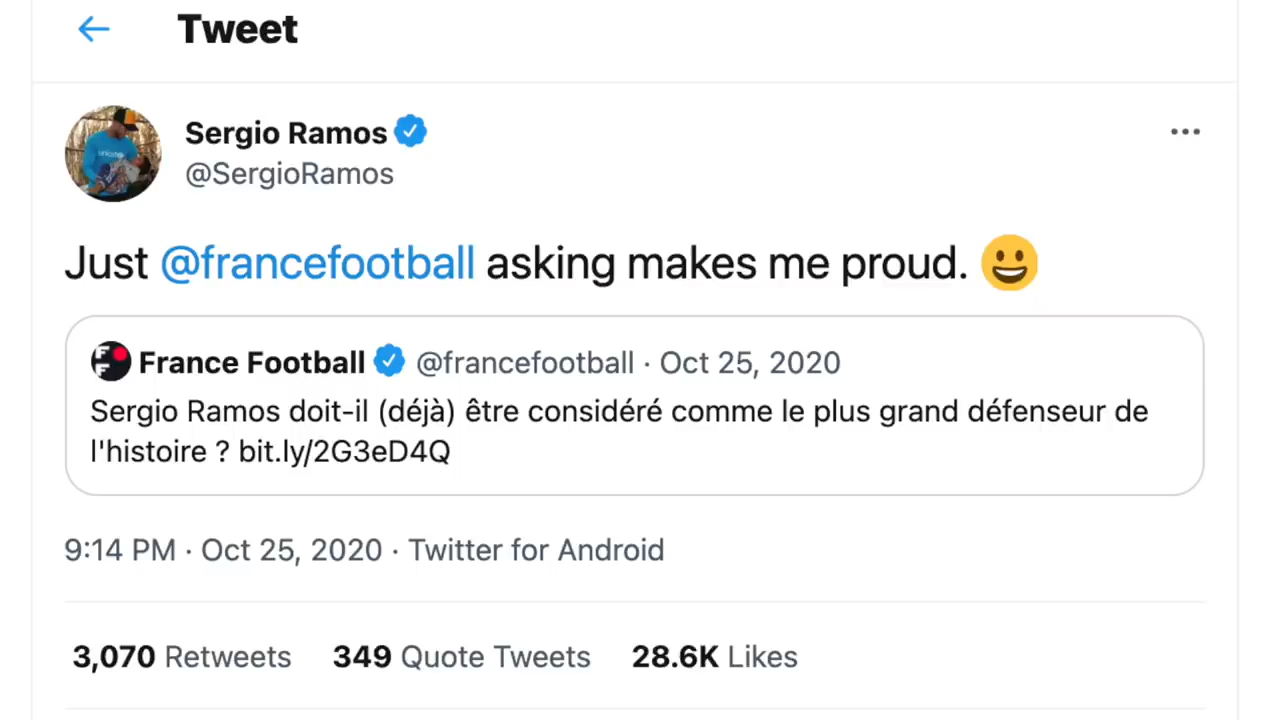 Tweet
Sergio Ramos
@SergioRamos
unicef
Just @francefootball asking makes me proud. 😀
France Football @francefootball · Oct 25, 2020
Sergio Ramos doit-il (déjà) être considéré comme le plus grand défenseur de
l'histoire ? bit.ly/2G3eD4Q
9:14 PM · Oct 25, 2020 · Twitter for Android
3,070 Retweets 349 Quote Tweets 28.6K Likes